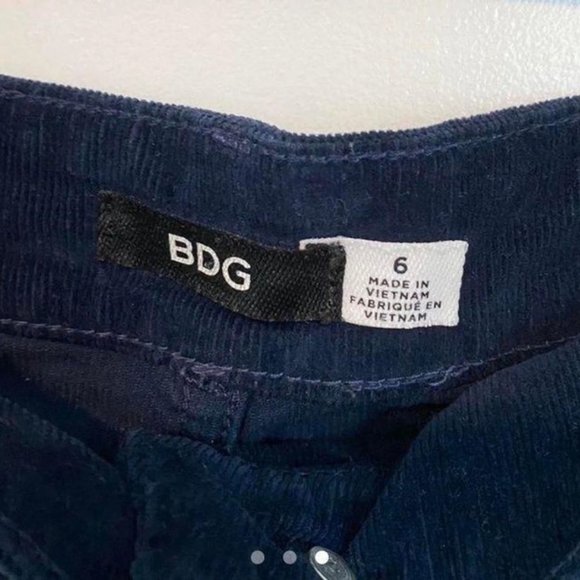 BDG
6
MADE IN
VIETNAM
FABRIQUÉ EN
VIETNAM